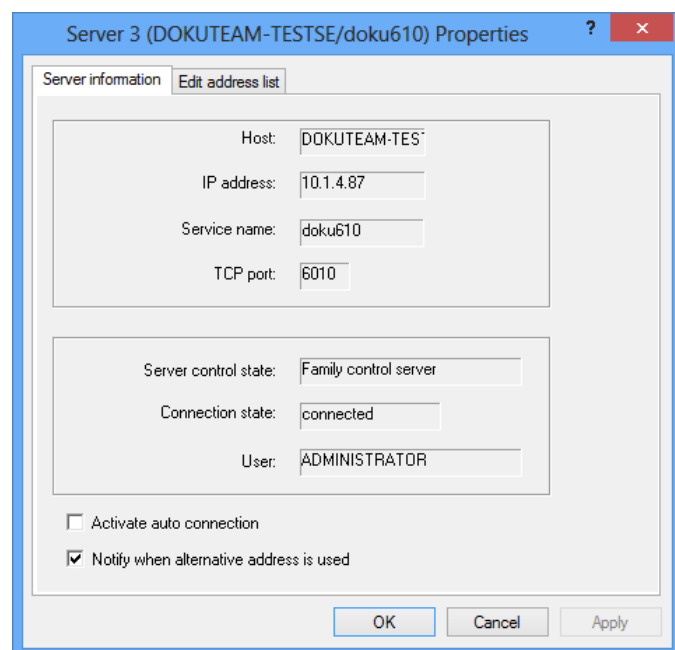 Server 3 (DOKUTEAM-TESTSE/doku610) Properties ?
Server information Edit address list
Host: DOKUTEAM-TES
IP address: 10.1.4.87
Service name: doku610
TCP port: 6010
Server control state: Family control server
Connection state: connected
User: ADMINISTRATOR
Activate auto connection
Notify when alternative address is used
OK Cancel Apply